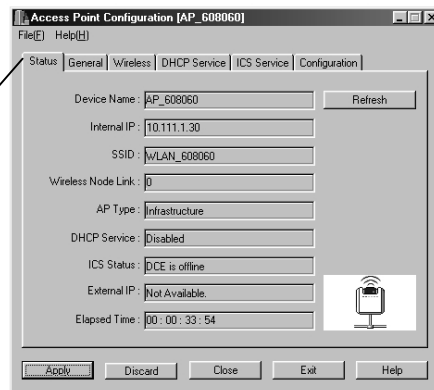 Access Point Configuration [AP_608060]
File(F) Help(H)
Status General Wireless DHCP Service ICS Service Configuration
Device Name : AP_608060 Refresh
Internal IP : 10.111.1.30
SSID : WLAN_608060
Wireless Node Link : 0
AP Type : Infrastructure
DHCP Service : Disabled
ICS Status : DCE is offline
External IP : Not Available.
Elapsed Time : 00 : 00 : 33 : 54
Apply Discard Close Exit Help